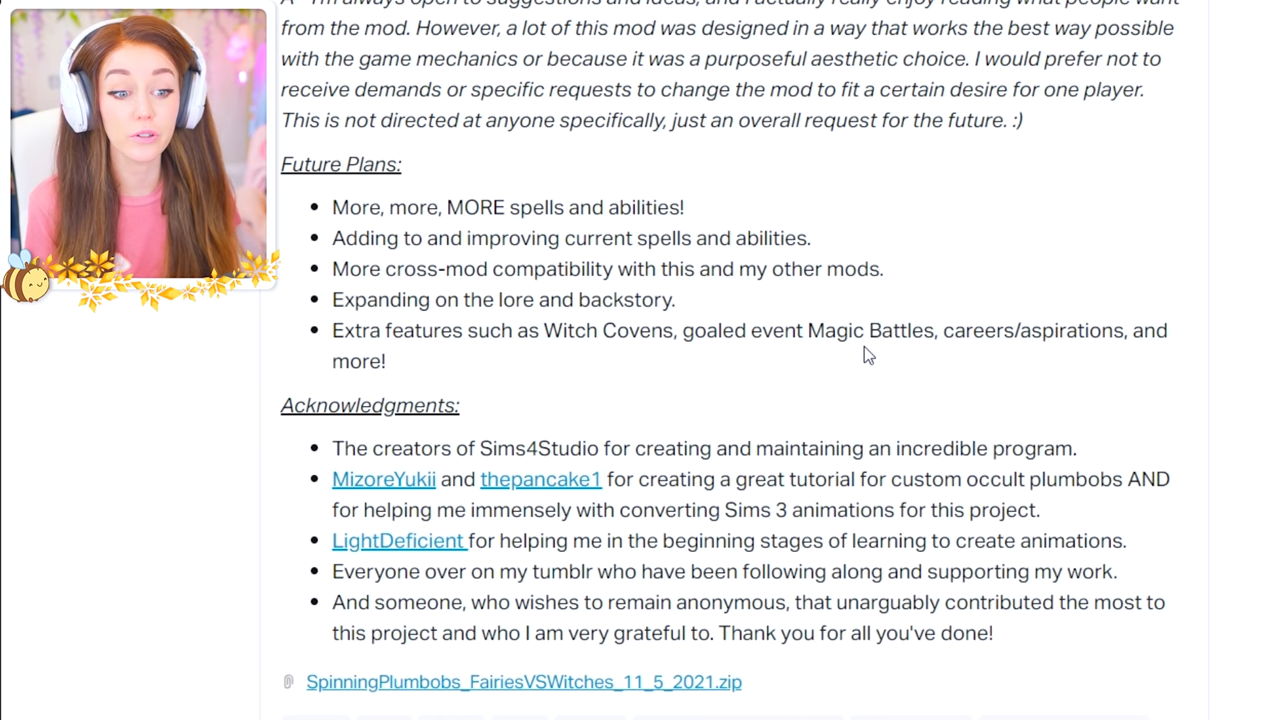 from the mod. However, a lot of this mod was designed in a way that works the best way possible
with the game mechanics or because it was a purposeful aesthetic choice. I would prefer not to
receive demands or specific requests to change the mod to fit a certain desire for one player.
This is not directed at anyone specifically, just an overall request for the future. :)
Future Plans:
• More, more, MORE spells and abilities!
• Adding to and improving current spells and abilities.
• More cross-mod compatibility with this and my other mods.
• Expanding on the lore and backstory.
• Extra features such as Witch Covens, goaled event Magic Battles, careers/aspirations, and
more!
Acknowledgments:
• The creators of Sims4Studio for creating and maintaining an incredible program.
• MizoreYukii and thepancake1 for creating a great tutorial for custom occult plumbobs AND
for helping me immensely with converting Sims 3 animations for this project.
• LightDeficient for helping me in the beginning stages of learning to create animations.
• Everyone over on my tumblr who have been following along and supporting my work.
• And someone, who wishes to remain anonymous, that unarguably contributed the most to
this project and who I am very grateful to. Thank you for all you've done!
SpinningPlumbobs_FairiesVSWitches_11_5_2021.zip